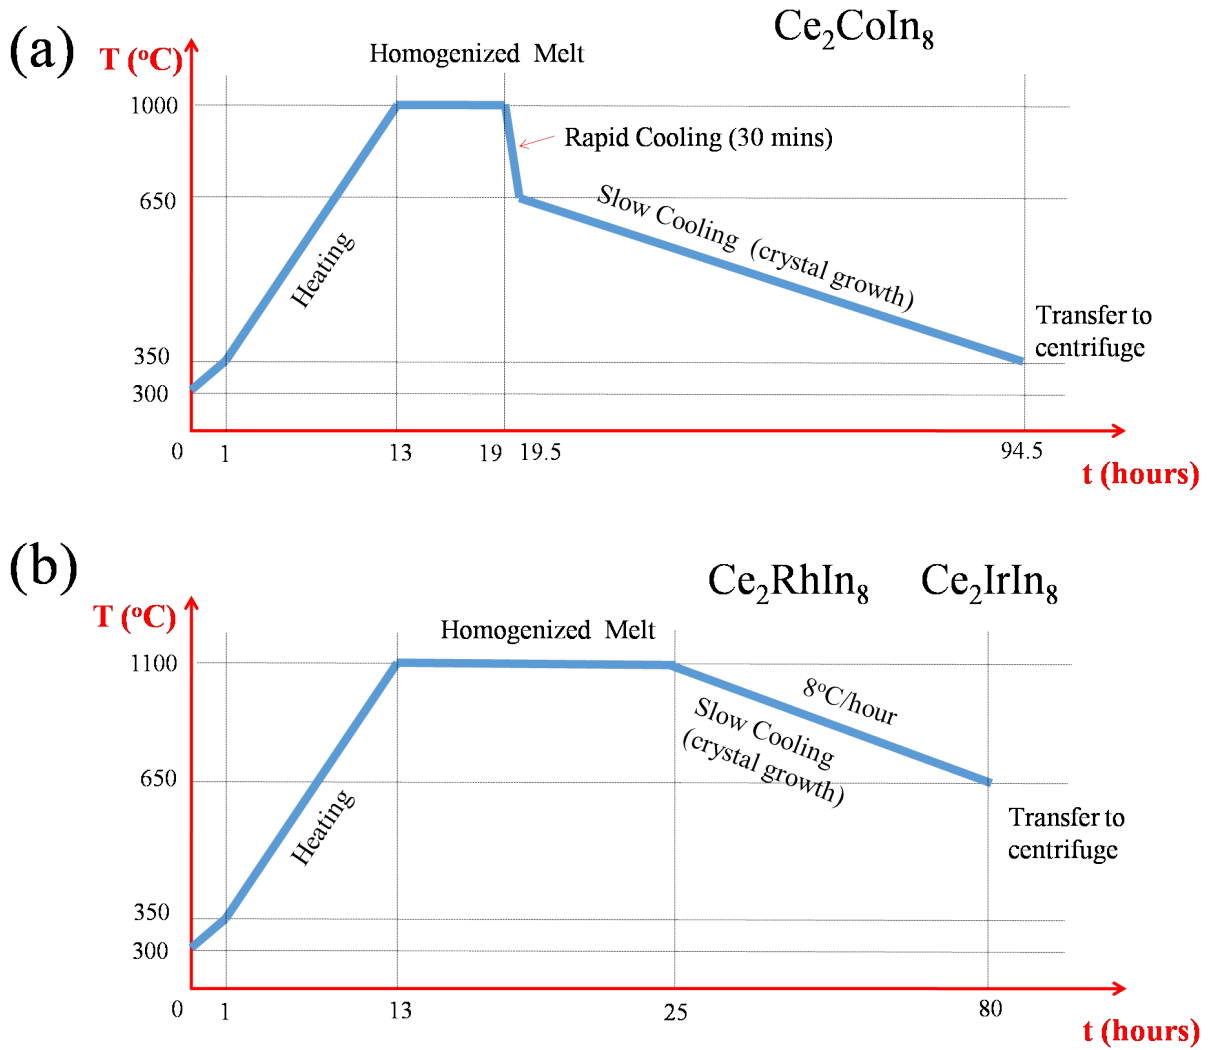 (a)
Ce₂CoIn₈
T (°C)
Homogenized Melt
1000
Rapid Cooling (30 mins)
650
Slow Cooling (crystal growth)
Heating
Transfer to
centrifuge
350
300
0 1 13 19 19.5 94.5
t (hours)
(b)
Ce₂RhIn₈ Ce₂IrIn₈
T (°C)
Homogenized Melt
1100
8°C/hour
Slow Cooling
(crystal growth)
650
Heating
Transfer to
centrifuge
350
300
0 1 13 25 80
t (hours)